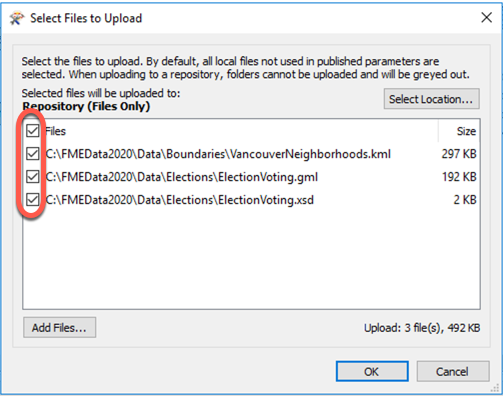 Select Files to Upload
Select the files to upload. By default, all local files not used in published parameters are
selected. When uploading to a repository, folders cannot be uploaded and will be greyed out.
Selected files will be uploaded to:
Repository (Files Only)
Select Location...
Files Size
C:\FMEData2020\Data\Boundaries\VancouverNeighborhoods.kml 297 KB
C:\FMEData2020\Data\Elections\ElectionVoting.gml 192 KB
C:\FMEData2020\Data\Elections\ElectionVoting.xsd 2 KB
Add Files... Upload: 3 file(s), 492 KB
OK Cancel